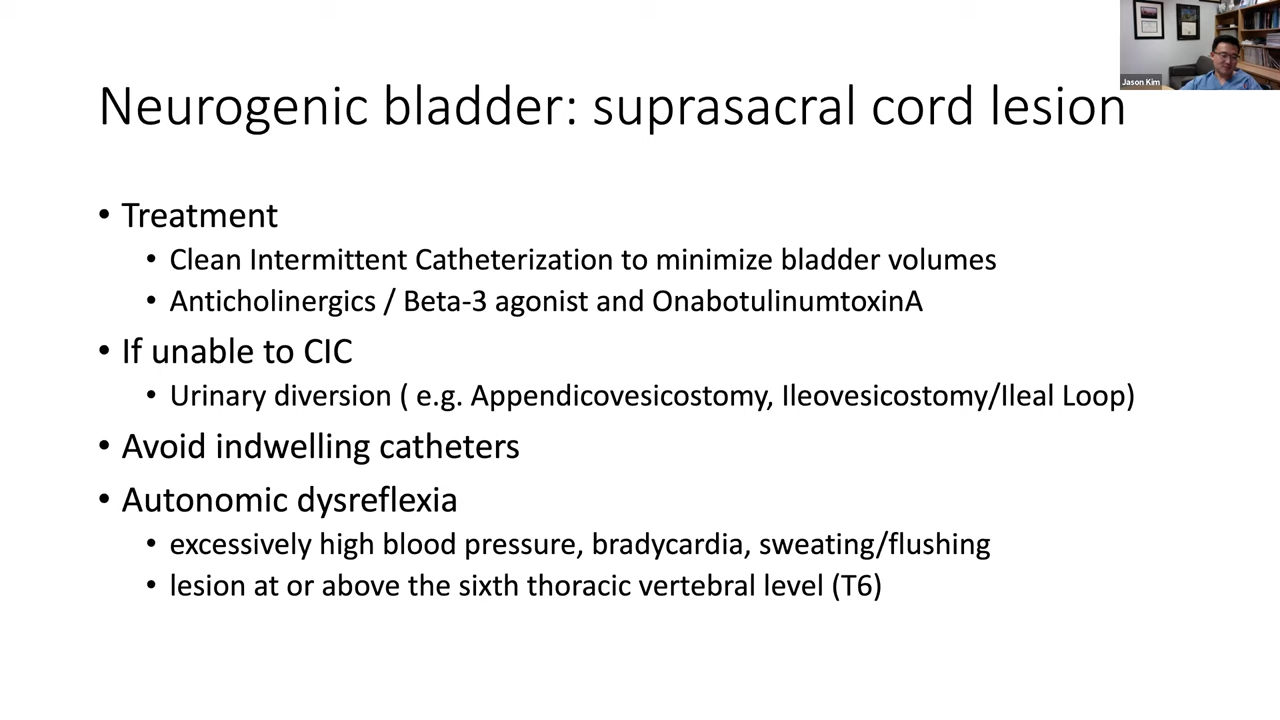 Jason Kim
Neurogenic bladder: suprasacral cord lesion
• Treatment
• Clean Intermittent Catheterization to minimize bladder volumes
• Anticholinergics / Beta-3 agonist and OnabotulinumtoxinA
• If unable to CIC
• Urinary diversion ( e.g. Appendicovesicostomy, Ileovesicostomy/Ileal Loop)
• Avoid indwelling catheters
• Autonomic dysreflexia
• excessively high blood pressure, bradycardia, sweating/flushing
• lesion at or above the sixth thoracic vertebral level (T6)